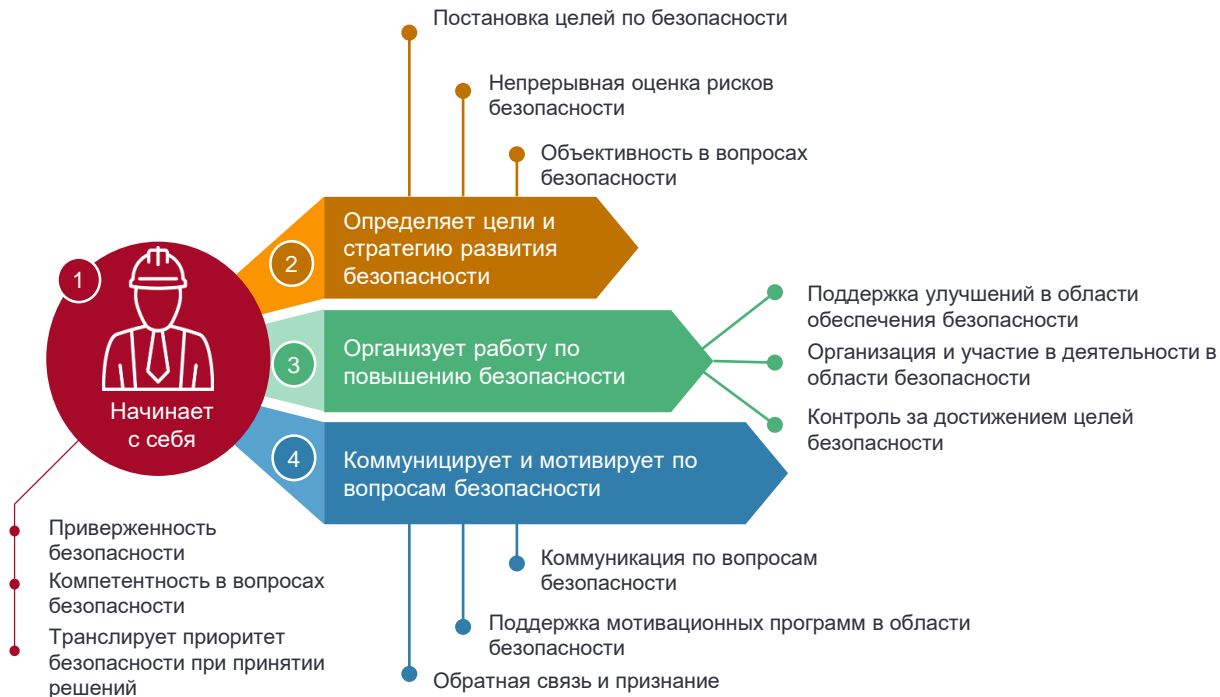 Постановка целей по безопасности
Непрерывная оценка рисков
безопасности
Объективность в вопросах
безопасности
1
Начинает
с себя
Приверженность
безопасности
Компетентность в вопросах
безопасности
Транслирует приоритет
безопасности при принятии
решений
2
Определяет цели и
стратегию развития
безопасности
3
Организует работу по
повышению безопасности
Поддержка улучшений в области
обеспечения безопасности
Организация и участие в деятельности в
области безопасности
Контроль за достижением целей
безопасности
4
Коммуницирует и мотивирует по
вопросам безопасности
Коммуникация по вопросам
безопасности
Поддержка мотивационных программ в области
безопасности
Обратная связь и признание